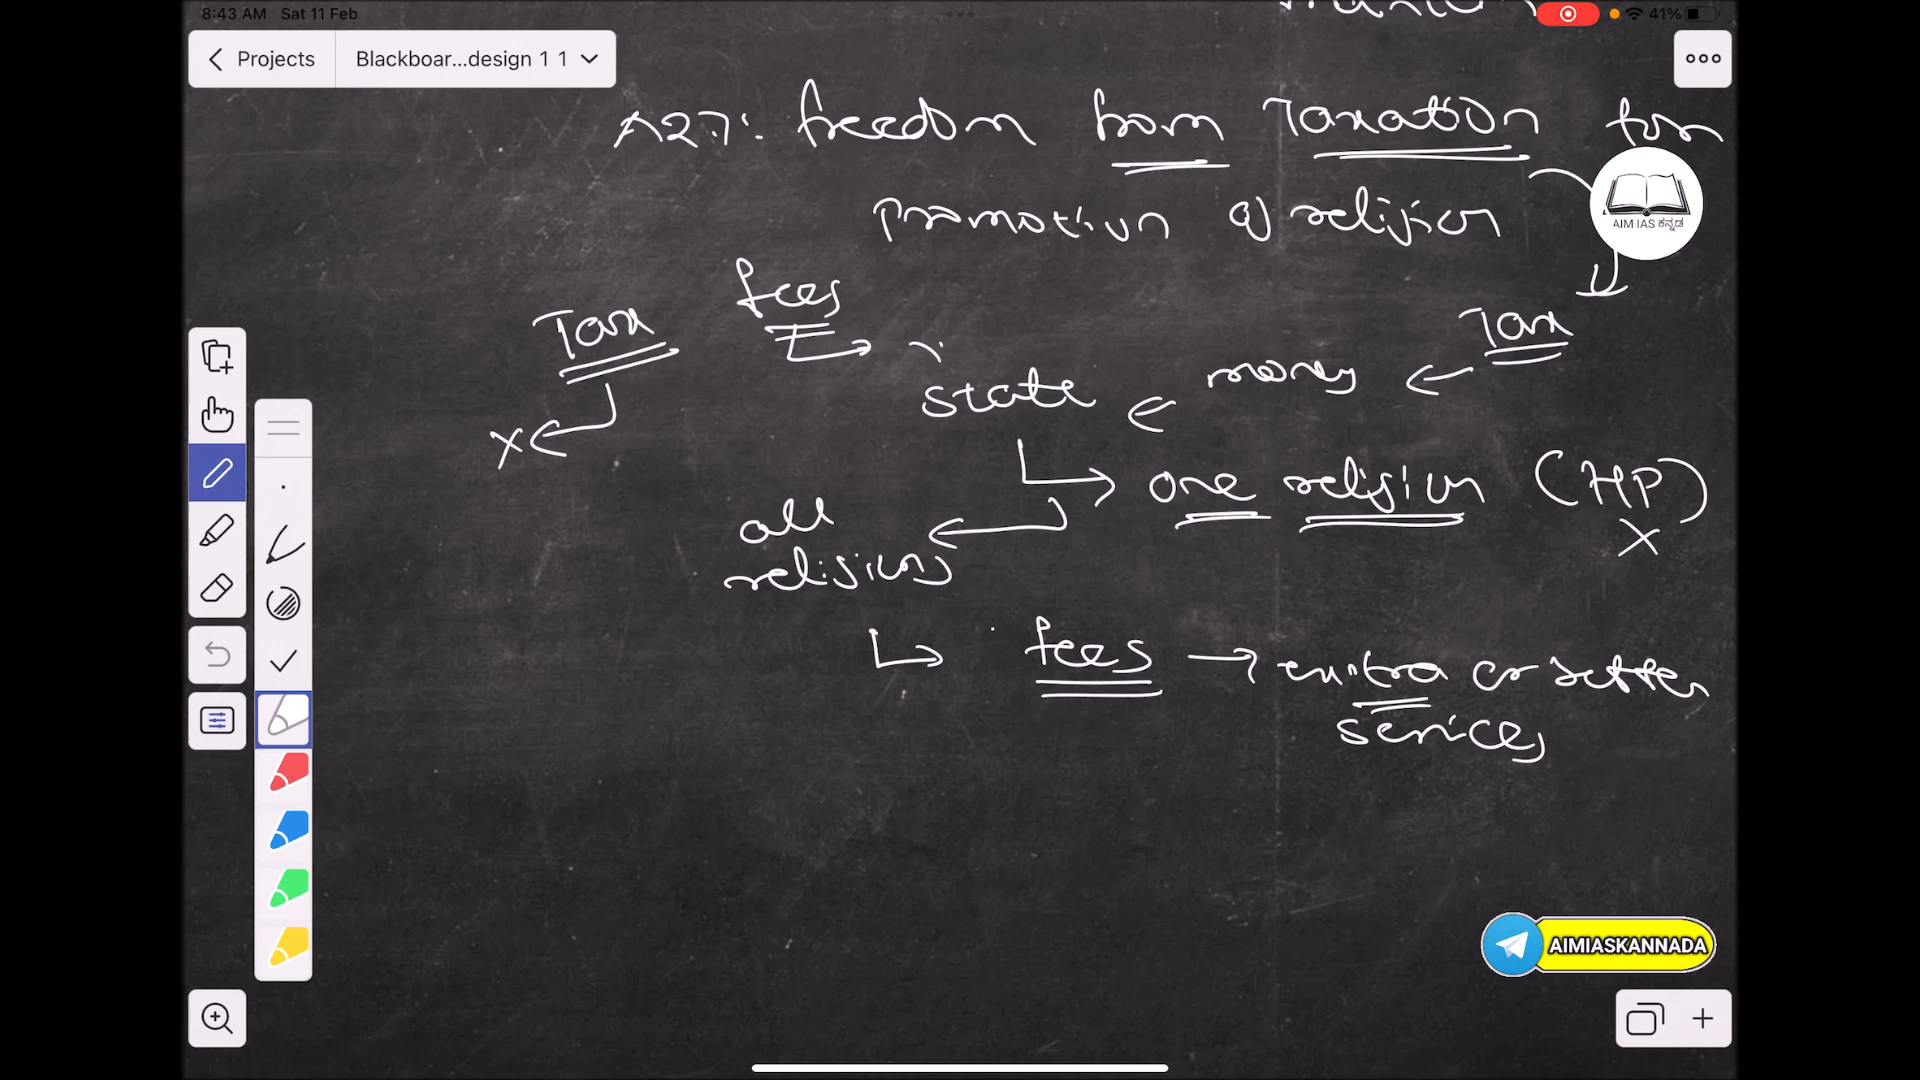 8:43 AM Sat 11 Feb
41%
Projects
Blackboar...design 1 1
A27: freedom from Taxation for
promotion of religion
AIM IAS ಕನ್ನಡ
Tax fees Tax
state ← money ←
X ←
→ one religion (HP)
X
all
religions
→ fees → extra or better
services
AIMIASKANNADA